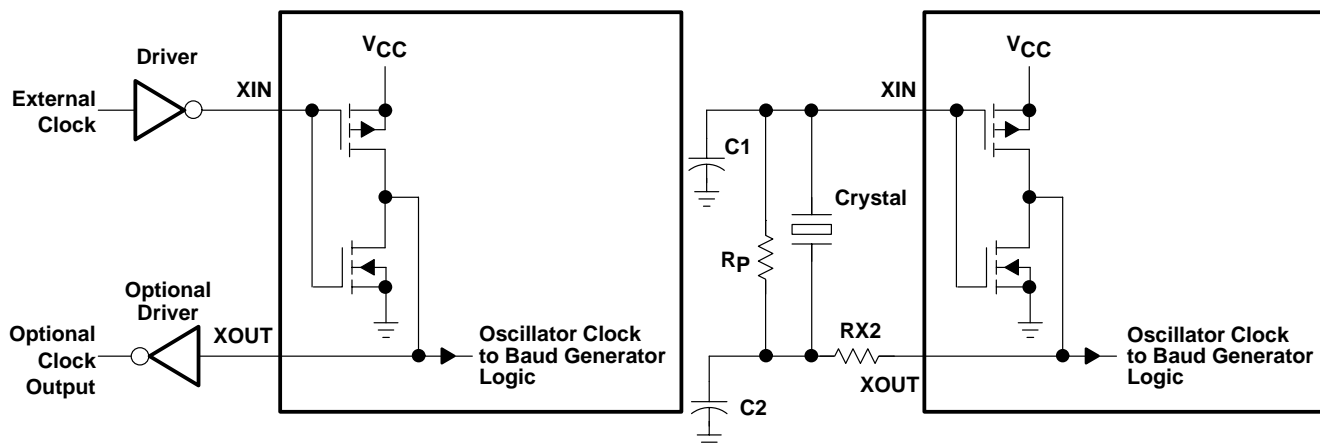 Driver
VCC
XIN
External
Clock
Optional
Driver
XOUT
Optional
Clock
Output
Oscillator Clock
to Baud Generator
Logic
VCC
XIN
C1
Crystal
RP
RX2
XOUT
C2
Oscillator Clock
to Baud Generator
Logic